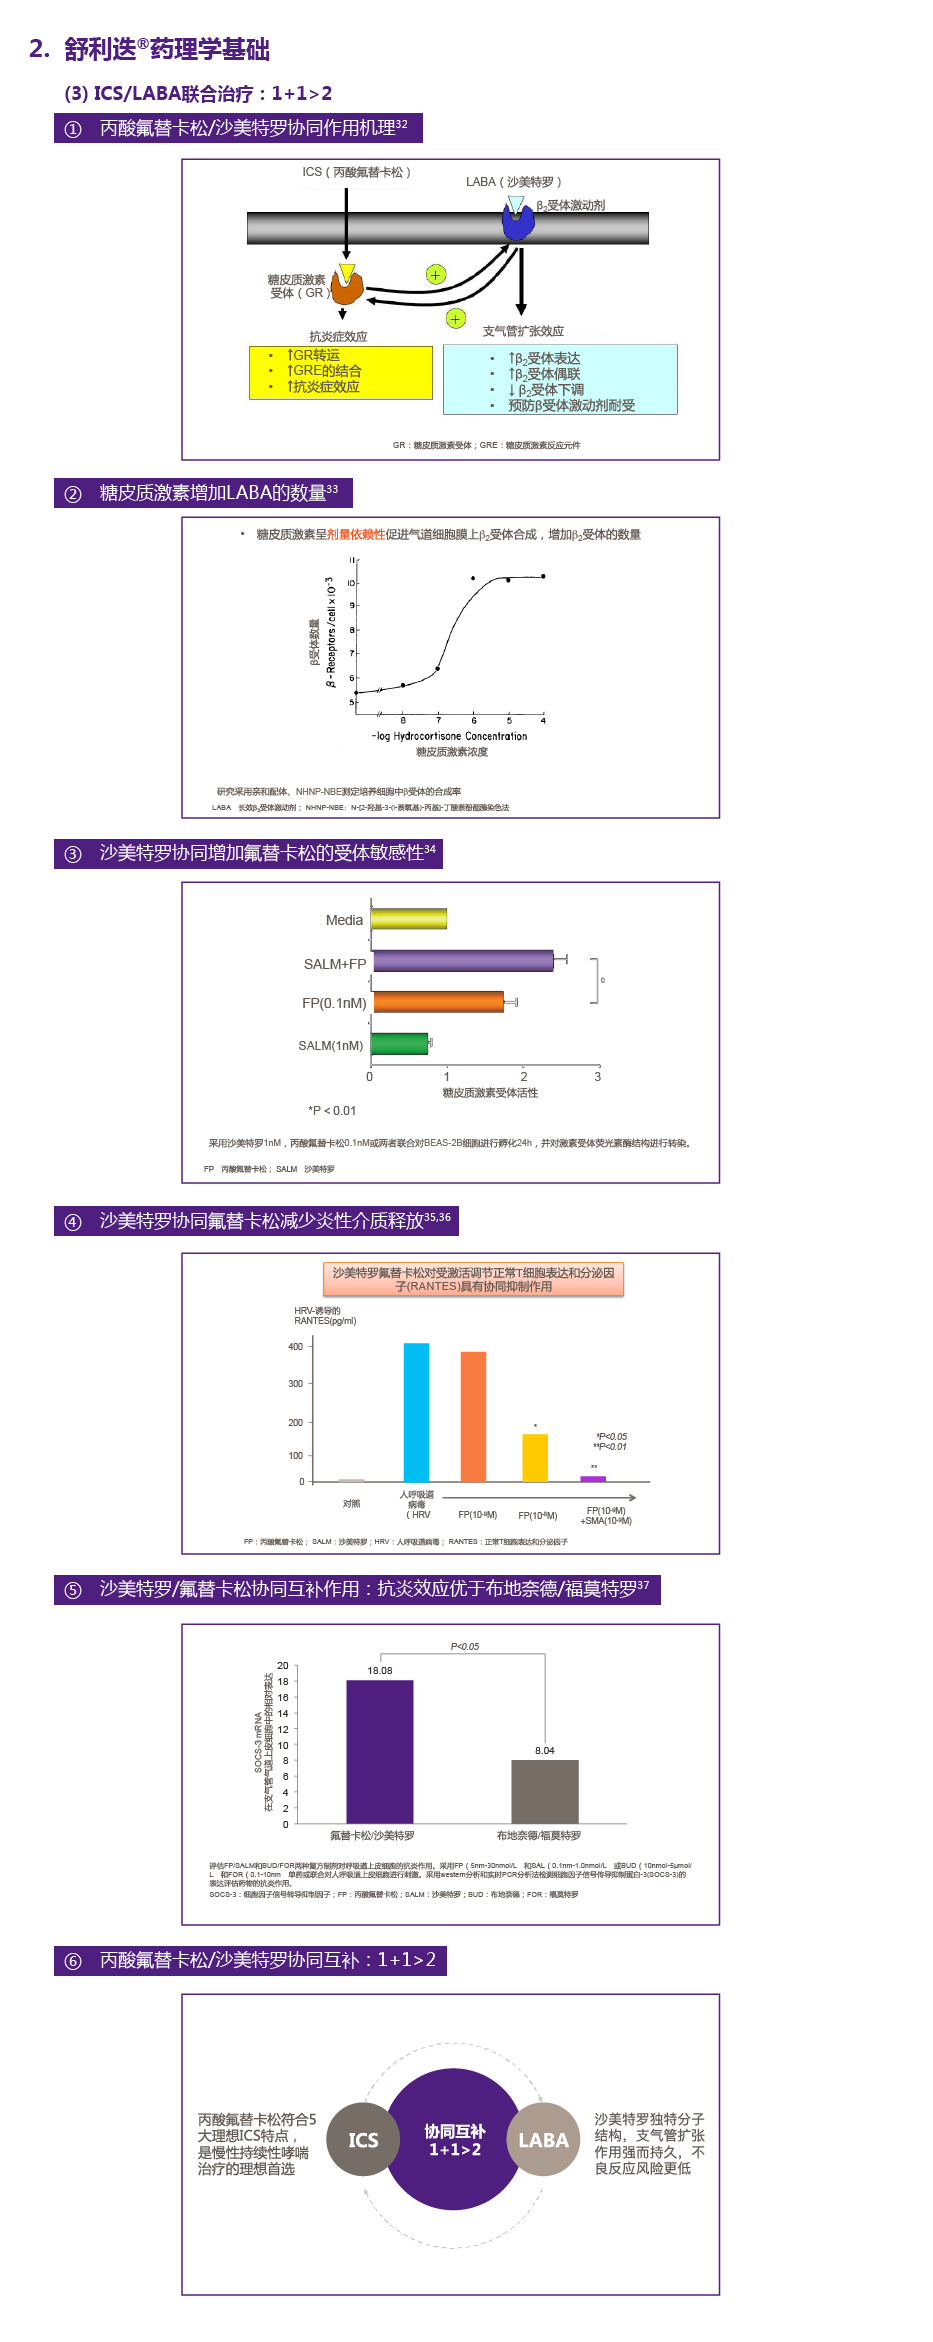 2. 舒利迭®药理学基础
(3) ICS/LABA联合治疗：1+1>2
① 丙酸氟替卡松/沙美特罗协同作用机理32
ICS（丙酸氟替卡松）
LABA（沙美特罗）
β2受体激动剂
糖皮质激素
受体（GR）
抗炎症效应
支气管扩张效应
• ↑GR转运
• ↑GRE的结合
• ↑抗炎症效应
• ↑β2受体表达
• ↑β2受体偶联
• ↓β2受体下调
• 预防β受体激动剂耐受
GR：糖皮质激素受体；GRE：糖皮质激素反应元件
② 糖皮质激素增加LABA的数量33
• 糖皮质激素呈剂量依赖性促进气道细胞膜上β2受体合成，增加β2受体的数量
β受体数量
β-Receptors/cell x 10-3
11
10
9
8
7
6
5
8 7 6 5 4
-log Hydrocortisone Concentration
糖皮质激素浓度
研究采用亲和配体、NHNP-NBE测定培养细胞中β受体的合成率
LABA 长效β2受体激动剂； NHNP-NBE：N-[2-羟基-3-(l-萘氧基)-丙基]-丁酸萘酚酯酶染色法
③ 沙美特罗协同增加氟替卡松的受体敏感性34
Media
SALM+FP
FP(0.1nM)
SALM(1nM)
0 1 2 3
糖皮质激素受体活性
*P < 0.01
采用沙美特罗1nM，丙酸氟替卡松0.1nM或两者联合对BEAS-2B细胞进行孵化24h，并对激素受体荧光素酶结构进行转染。
FP 丙酸氟替卡松； SALM 沙美特罗
④ 沙美特罗协同氟替卡松减少炎性介质释放35,36
沙美特罗氟替卡松对受激活调节正常T细胞表达和分泌因
子(RANTES)具有协同抑制作用
HRV-诱导的
RANTES(pg/ml)
400
300
200
100
0
*
**
*P<0.05
**P<0.01
对照
人呼吸道
病毒
（HRV
FP(10-9M)
FP(10-8M)
FP(10-9M)
+SMA(10-9M)
FP：丙酸氟替卡松； SALM：沙美特罗；HRV：人呼吸道病毒； RANTES：正常T细胞表达和分泌因子
⑤ 沙美特罗/氟替卡松协同互补作用：抗炎效应优于布地奈德/福莫特罗37
P<0.05
SOCS-3 mRNA
在支气管气道上皮细胞中的相对表达
20
18
16
14
12
10
8
6
4
2
0
18.08
8.04
氟替卡松/沙美特罗
布地奈德/福莫特罗
评估FP/SALM和BUD/FOR两种复方制剂对呼吸道上皮细胞的抗炎作用。采用FP（5nm-30nmol/L 和SAL（0.1nm-1.0nmol/L 或BUD（10nmol-5μmol/
L 和FOR（0.1-10nm 单药或联合对人呼吸道上皮细胞进行刺激。采用western分析和实时PCR分析法检测细胞因子信号传导抑制蛋白-3(SOCS-3)的
表达评估药物的抗炎作用。
SOCS-3：细胞因子信号转导抑制因子；FP：丙酸氟替卡松；SALM：沙美特罗；BUD：布地奈德；FOR：福莫特罗
⑥ 丙酸氟替卡松/沙美特罗协同互补：1+1>2
丙酸氟替卡松符合5
大理想ICS特点，
是慢性持续性哮喘
治疗的理想首选
ICS
协同互补
1+1>2
LABA
沙美特罗独特分子
结构，支气管扩张
作用强而持久，不
良反应风险更低